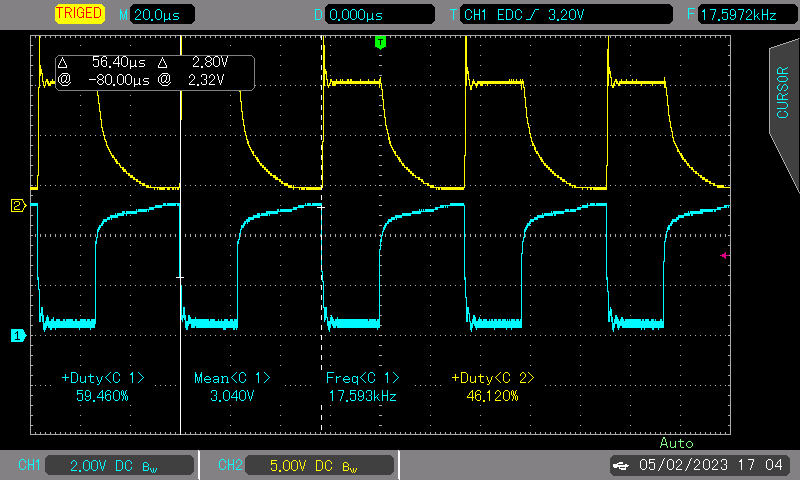 TRIGED M 20.0μs D 0.000μs T CH1 EDC 3.20V F 17.5972kHz
Δ 56.40μs Δ 2.80V
@ -80.00μs @ 2.32V
CURSOR
T
2
1
+Duty<C 1> Mean<C 1> Freq<C 1> +Duty<C 2>
59.460% 3.040V 17.593kHz 46.120%
Auto
CH1 2.00V DC Bw CH2 5.00V DC Bw 05/02/2023 17 04